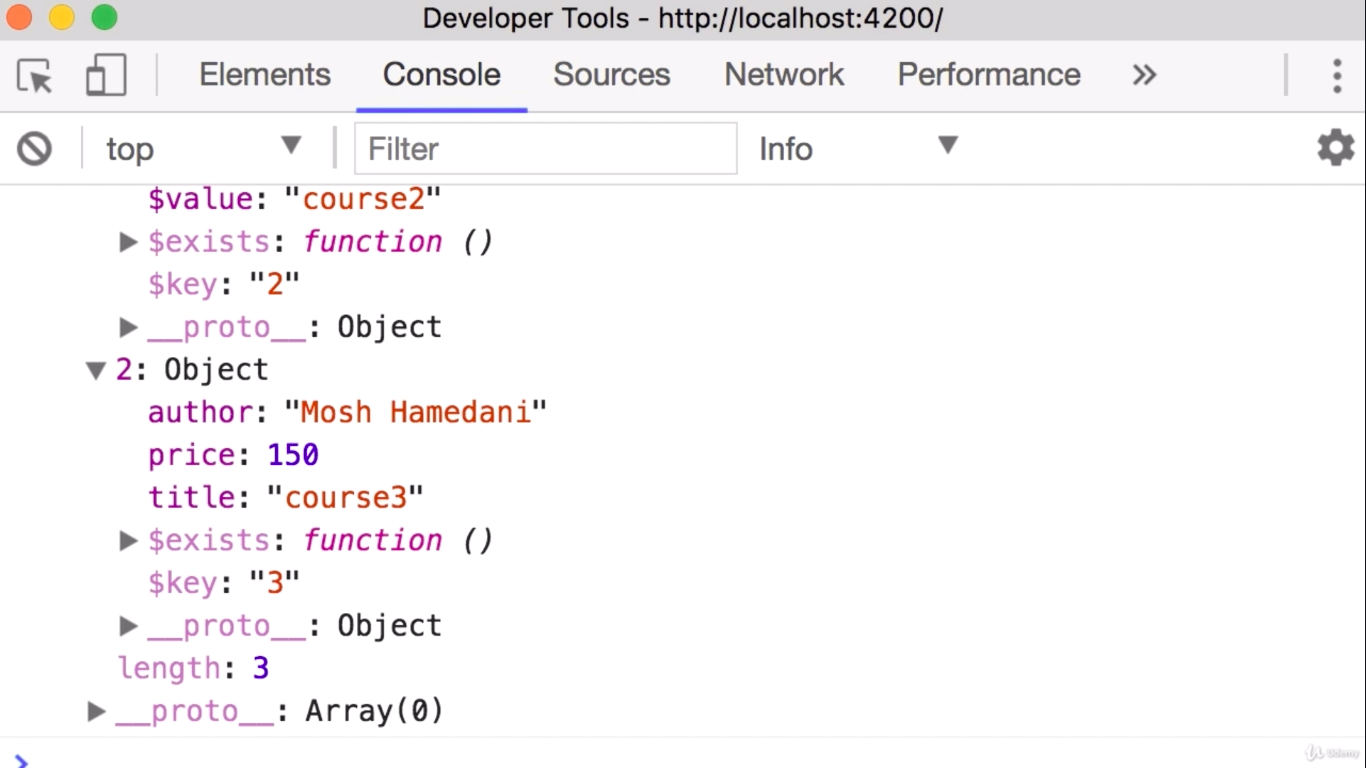 Developer Tools - http://localhost:4200/
Elements Console Sources Network Performance »
top Filter Info
$value: "course2"
$exists: function ()
$key: "2"
__proto__: Object
2: Object
author: "Mosh Hamedani"
price: 150
title: "course3"
$exists: function ()
$key: "3"
__proto__: Object
length: 3
__proto__: Array(0)
Udemy